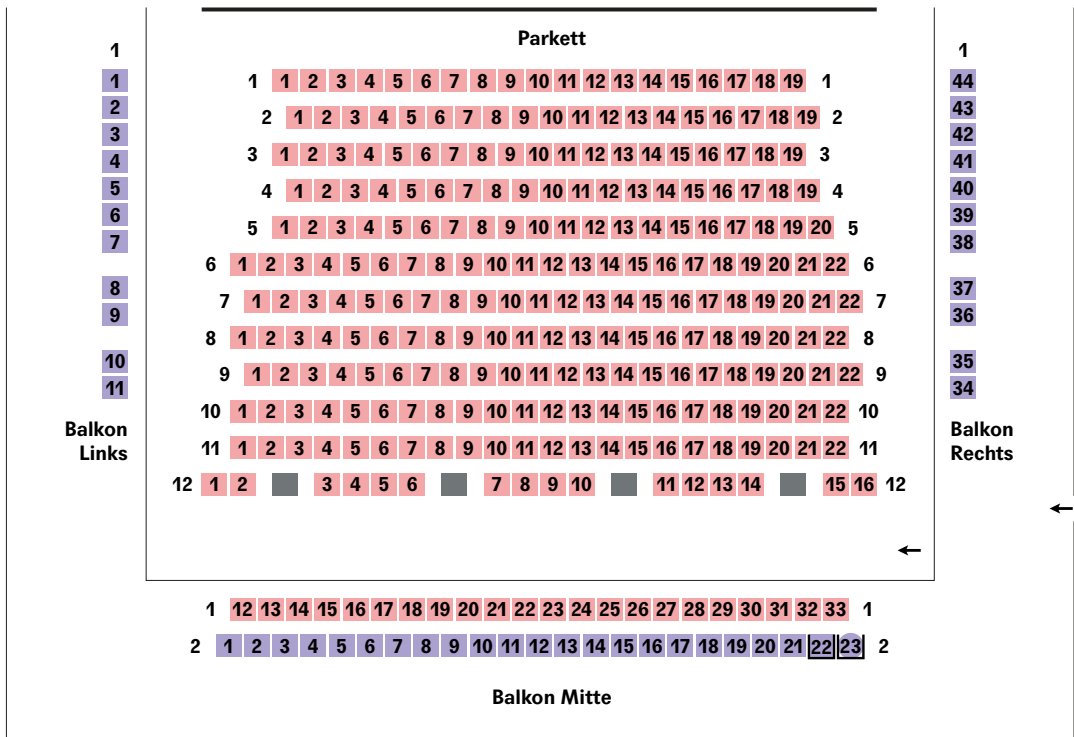 Parkett
1 1
1 1 1 2 3 4 5 6 7 8 9 10 11 12 13 14 15 16 17 18 19 1 44
2 2 1 2 3 4 5 6 7 8 9 10 11 12 13 14 15 16 17 18 19 2 43
3 3 1 2 3 4 5 6 7 8 9 10 11 12 13 14 15 16 17 18 19 3 42
4 41
5 4 1 2 3 4 5 6 7 8 9 10 11 12 13 14 15 16 17 18 19 4 40
6 5 1 2 3 4 5 6 7 8 9 10 11 12 13 14 15 16 17 18 19 20 5 39
7 38
6 1 2 3 4 5 6 7 8 9 10 11 12 13 14 15 16 17 18 19 20 21 22 6
8 7 1 2 3 4 5 6 7 8 9 10 11 12 13 14 15 16 17 18 19 20 21 22 7 37
9 36
8 1 2 3 4 5 6 7 8 9 10 11 12 13 14 15 16 17 18 19 20 21 22 8
10 9 1 2 3 4 5 6 7 8 9 10 11 12 13 14 15 16 17 18 19 20 21 22 9 35
11 34
10 1 2 3 4 5 6 7 8 9 10 11 12 13 14 15 16 17 18 19 20 21 22 10
Balkon Balkon
Links 11 1 2 3 4 5 6 7 8 9 10 11 12 13 14 15 16 17 18 19 20 21 22 11 Rechts
12 1 2 3 4 5 6 7 8 9 10 11 12 13 14 15 16 12
1 12 13 14 15 16 17 18 19 20 21 22 23 24 25 26 27 28 29 30 31 32 33 1
2 1 2 3 4 5 6 7 8 9 10 11 12 13 14 15 16 17 18 19 20 21 22 23 2
Balkon Mitte